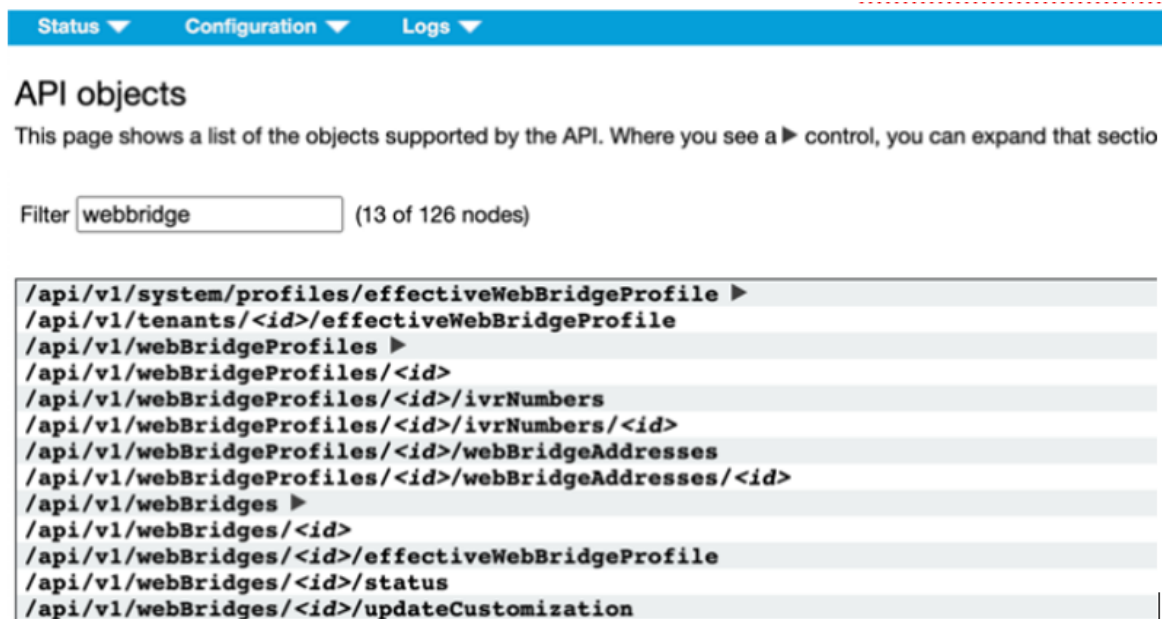 Status Configuration Logs
API objects
This page shows a list of the objects supported by the API. Where you see a ▶ control, you can expand that sectio
Filter webbridge (13 of 126 nodes)
/api/v1/system/profiles/effectiveWebBridgeProfile ▶
/api/v1/tenants/<id>/effectiveWebBridgeProfile
/api/v1/webBridgeProfiles ▶
/api/v1/webBridgeProfiles/<id>
/api/v1/webBridgeProfiles/<id>/ivrNumbers
/api/v1/webBridgeProfiles/<id>/ivrNumbers/<id>
/api/v1/webBridgeProfiles/<id>/webBridgeAddresses
/api/v1/webBridgeProfiles/<id>/webBridgeAddresses/<id>
/api/v1/webBridges ▶
/api/v1/webBridges/<id>
/api/v1/webBridges/<id>/effectiveWebBridgeProfile
/api/v1/webBridges/<id>/status
/api/v1/webBridges/<id>/updateCustomization